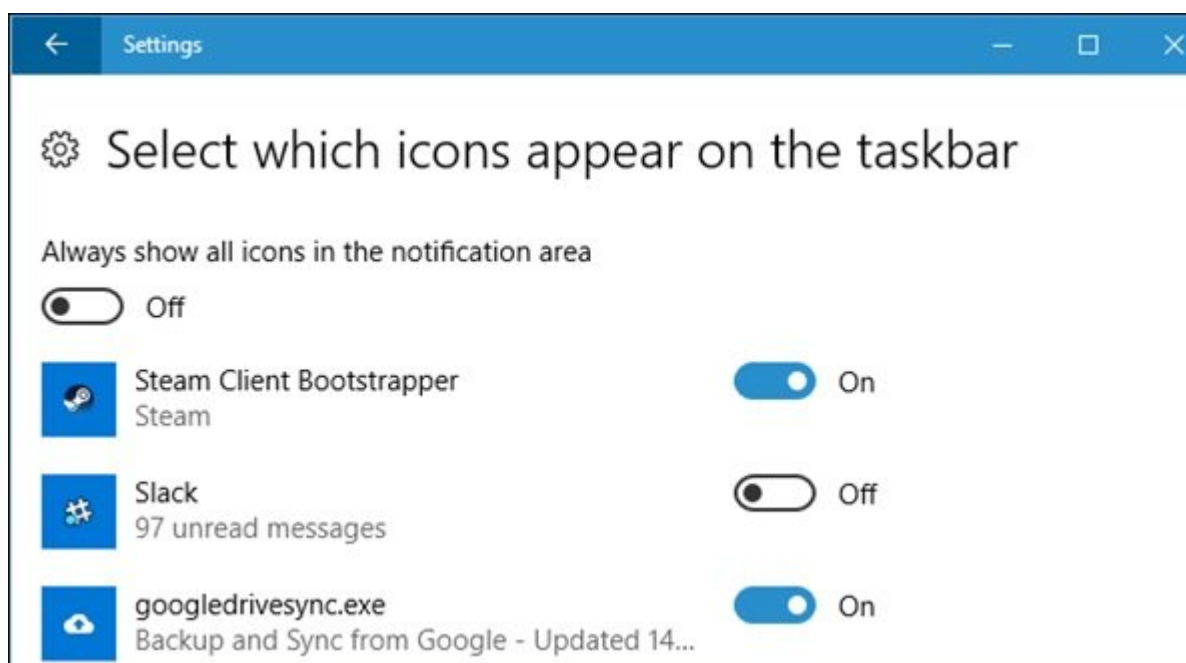 Settings
Select which icons appear on the taskbar
Always show all icons in the notification area
Off
Steam Client Bootstrapper
On
Steam
Slack
Off
97 unread messages
googledrivesync.exe
On
Backup and Sync from Google - Updated 14...